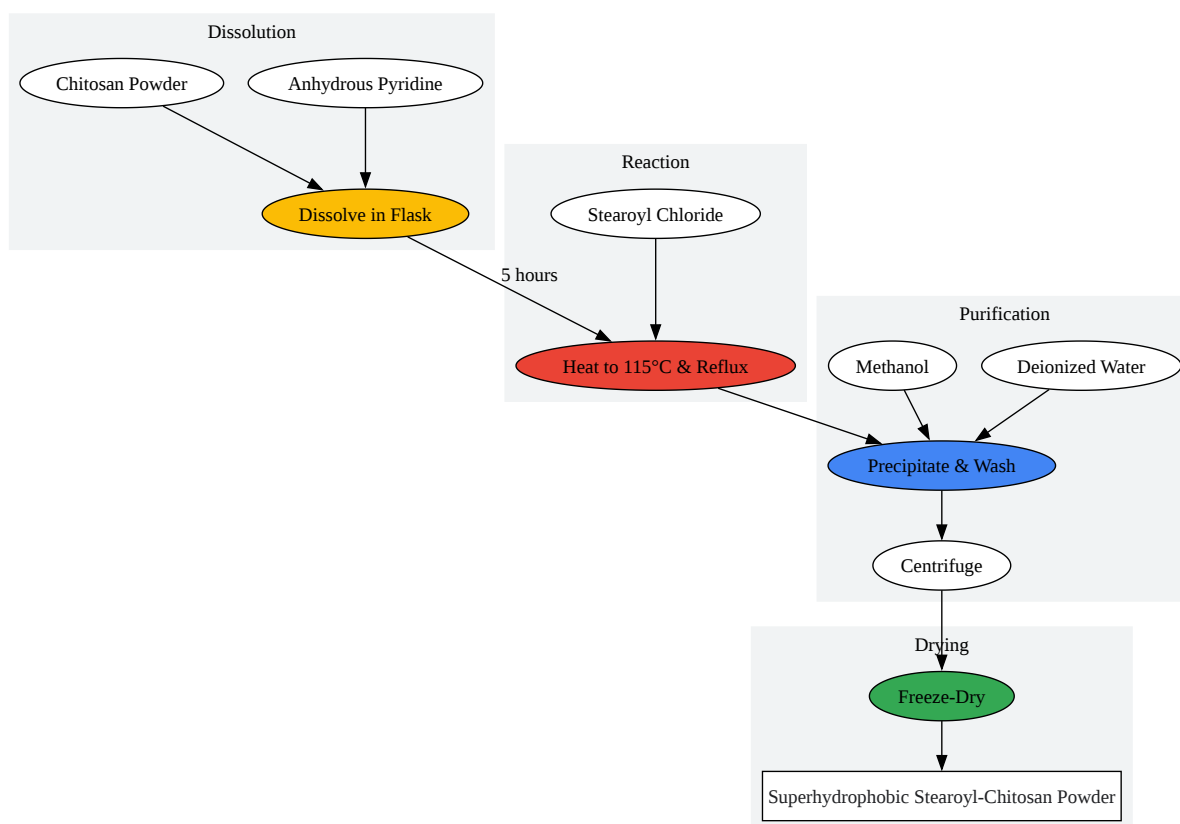 Dissolution
Chitosan Powder
Anhydrous Pyridine
Dissolve in Flask
Reaction
Stearoyl Chloride
5 hours
Heat to 115°C & Reflux
Purification
Methanol
Deionized Water
Precipitate & Wash
Centrifuge
Drying
Freeze-Dry
Superhydrophobic Stearoyl-Chitosan Powder